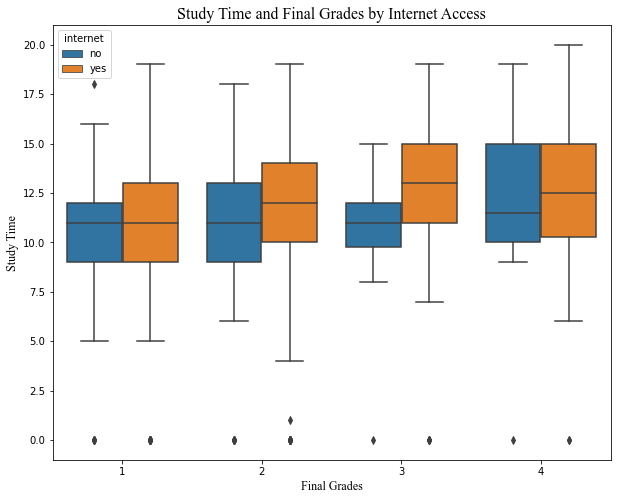 Study Time and Final Grades by Internet Access
internet
no
yes
20.0
17.5
15.0
12.5
10.0
7.5
5.0
2.5
0.0
Study Time
1 2 3 4
Final Grades